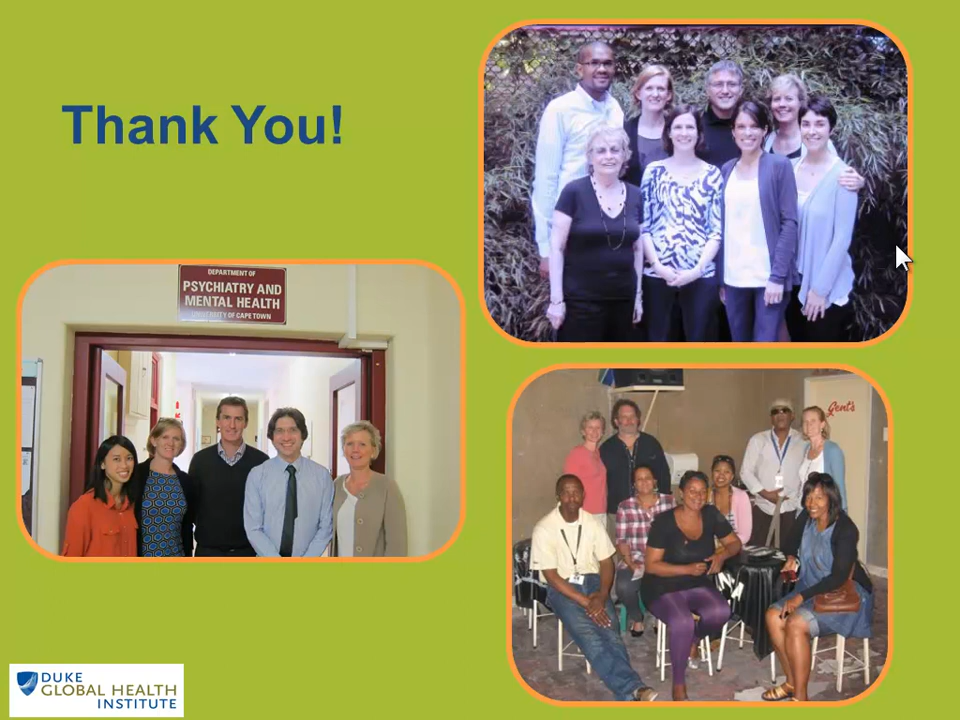 Thank You!
DEPARTMENT OF
PSYCHIATRY AND
MENTAL HEALTH
UNIVERSITY OF CAPE TOWN
Gent's
DUKE
GLOBAL HEALTH
INSTITUTE